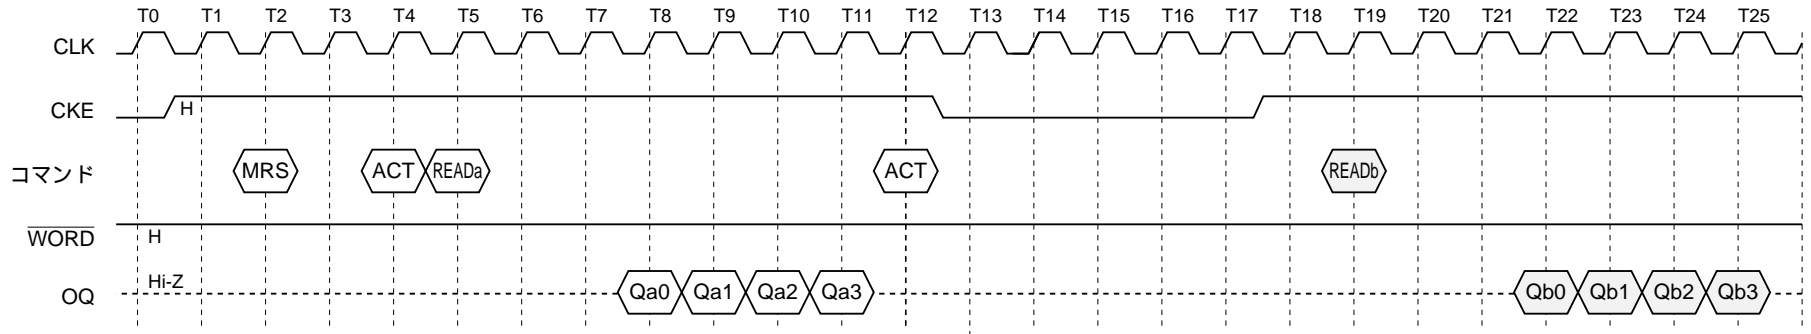 T0 T1 T2 T3 T4 T5 T6 T7 T8 T9 T10 T11 T12 T13 T14 T15 T16 T17 T18 T19 T20 T21 T22 T23 T24 T25
CLK
CKE H
コマンド MRS ACT READa ACT READb
WORD H
OQ Hi-Z Qa0 Qa1 Qa2 Qa3 Qb0 Qb1 Qb2 Qb3